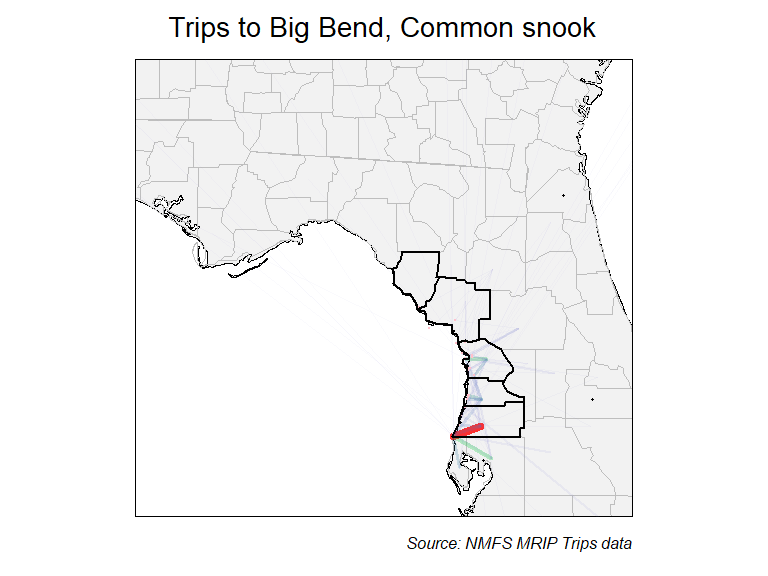 Trips to Big Bend, Common snook
Source: NMFS MRIP Trips data